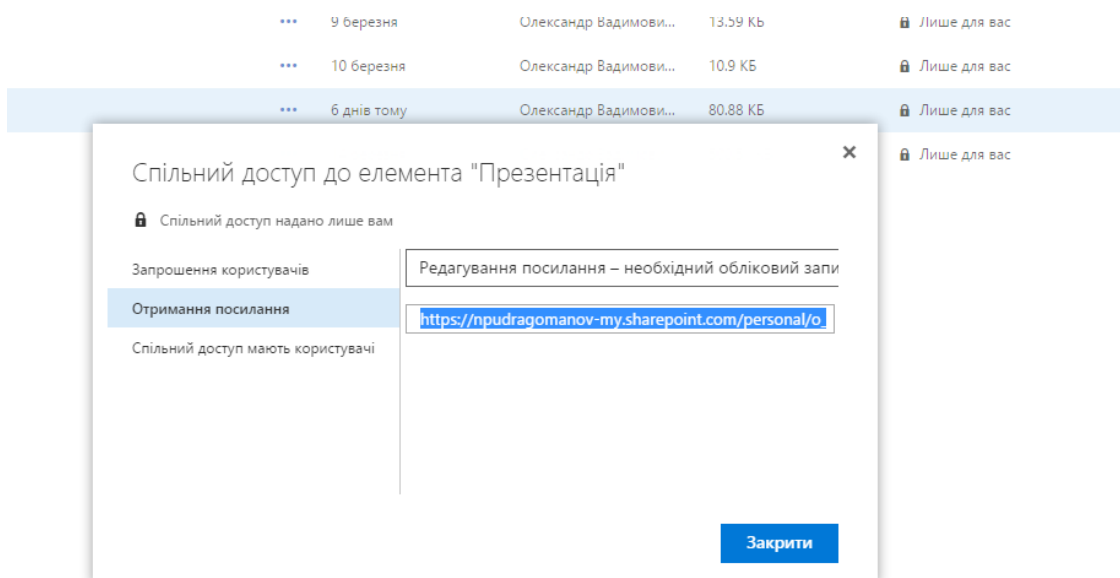 ••• 9 березня Олександр Вадимови... 13.59 КБ Лише для вас
••• 10 березня Олександр Вадимови... 10.9 КБ Лише для вас
••• 6 днів тому Олександр Вадимови... 80.88 КБ Лише для вас
Лише для вас
Спільний доступ до елемента "Презентація"
Спільний доступ надано лише вам
Запрошення користувачів
Редагування посилання – необхідний обліковий запи
Отримання посилання
https://npudragomanov-my.sharepoint.com/personal/o_
Спільний доступ мають користувачі
Закрити